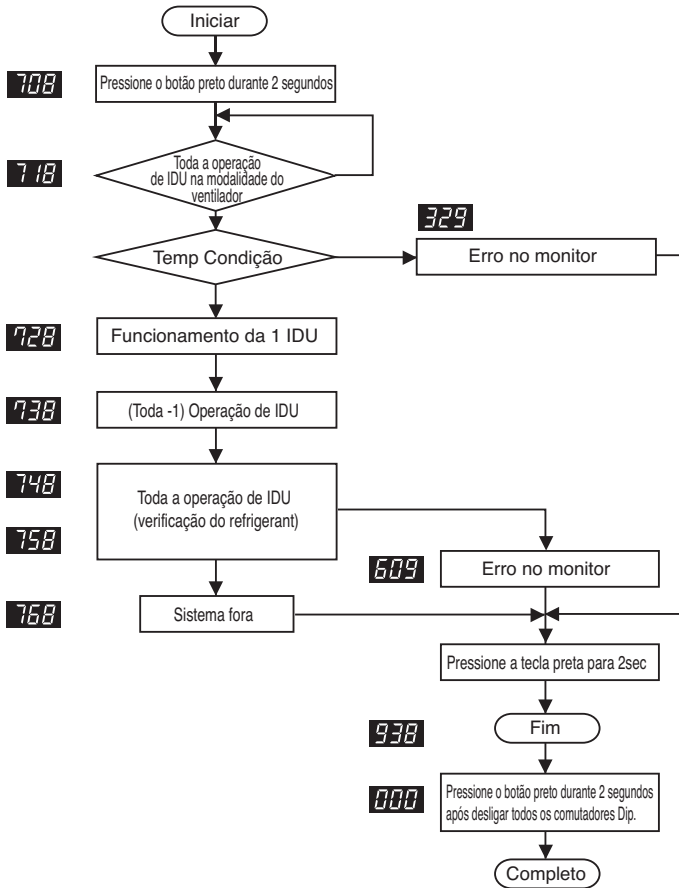 Iniciar
708
Pressione o botão preto durante 2 segundos
718
Toda a operação
de IDU na modalidade do
ventilador
329
Temp Condição
Erro no monitor
728
Funcionamento da 1 IDU
738
(Toda -1) Operação de IDU
748
Toda a operação de IDU
(verificação do refrigerant)
758
609
Erro no monitor
768
Sistema fora
Pressione a tecla preta para 2sec
938
Fim
000
Pressione o botão preto durante 2 segundos
após desligar todos os comutadores Dip.
Completo